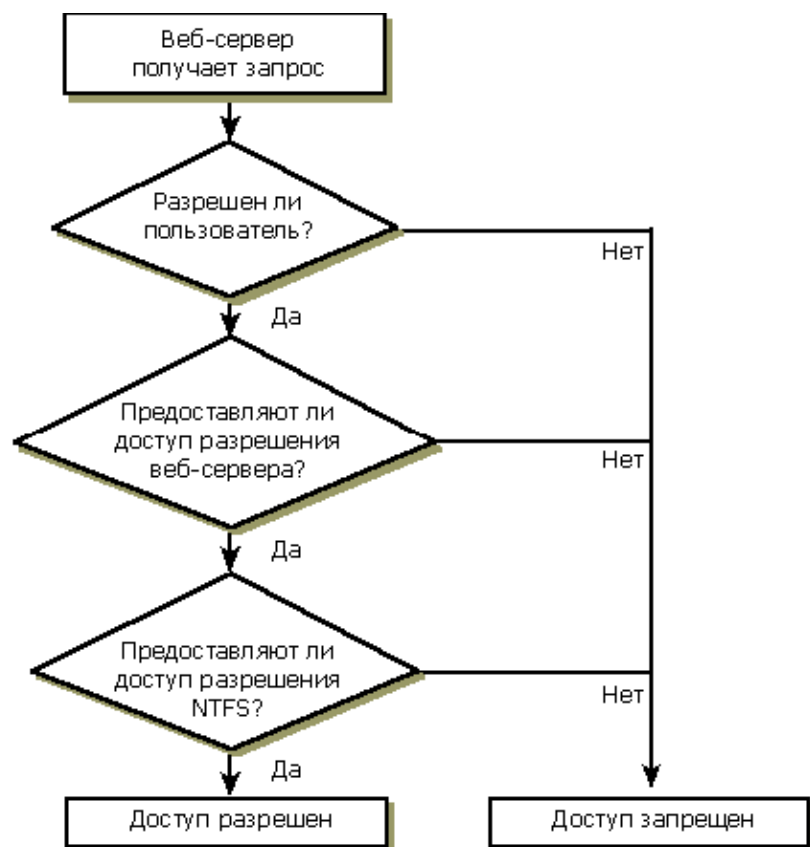 Веб-сервер
получает запрос
Разрешен ли
пользователь?
Нет
Да
Предоставляют ли
доступ разрешения
веб-сервера?
Нет
Да
Предоставляют ли
доступ разрешения
NTFS?
Нет
Да
Доступ разрешен
Доступ запрещен